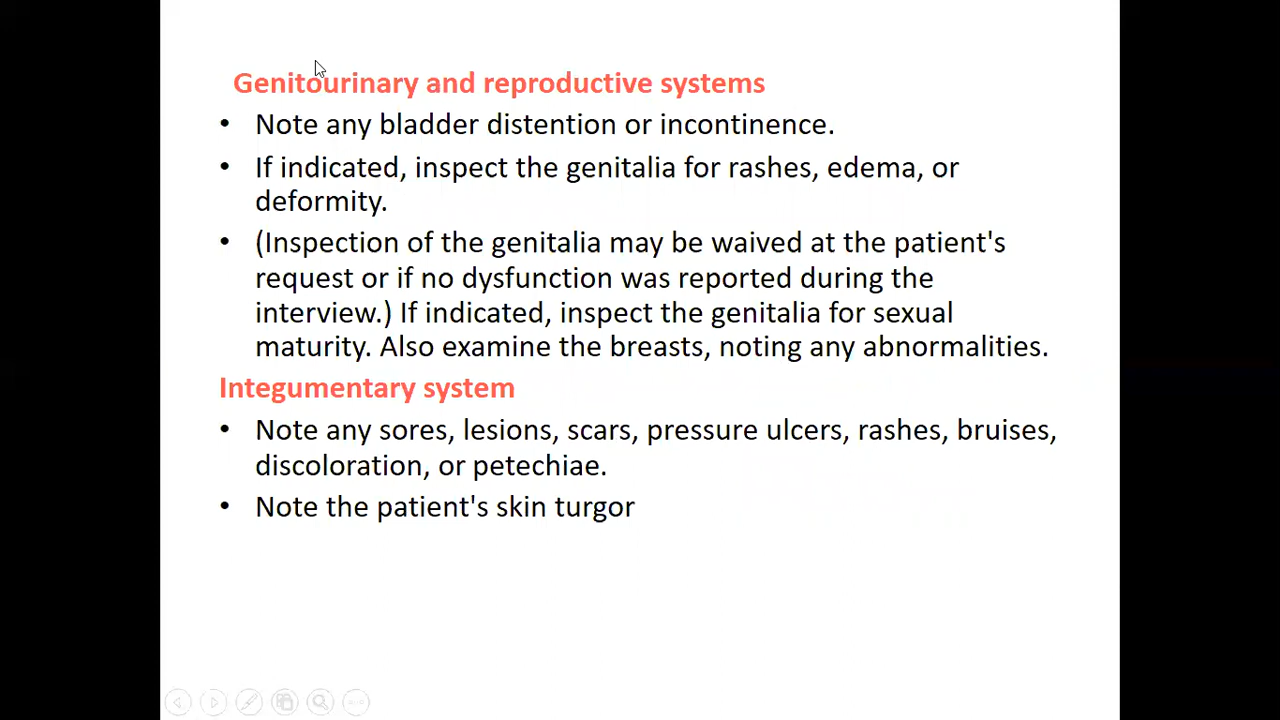 Genitourinary and reproductive systems
• Note any bladder distention or incontinence.
• If indicated, inspect the genitalia for rashes, edema, or
deformity.
• (Inspection of the genitalia may be waived at the patient's
request or if no dysfunction was reported during the
interview.) If indicated, inspect the genitalia for sexual
maturity. Also examine the breasts, noting any abnormalities.
Integumentary system
• Note any sores, lesions, scars, pressure ulcers, rashes, bruises,
discoloration, or petechiae.
• Note the patient's skin turgor